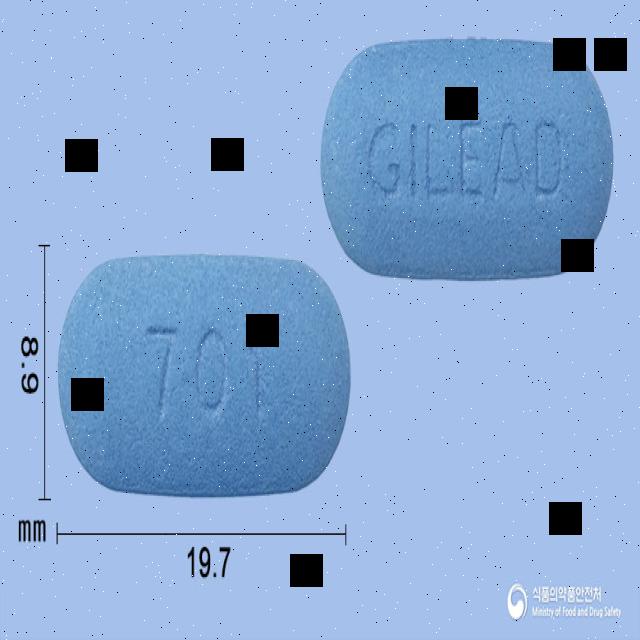 GILEAD
701
8.9
mm
19.7
식품의약품안전처
Ministry of Food and Drug Safety